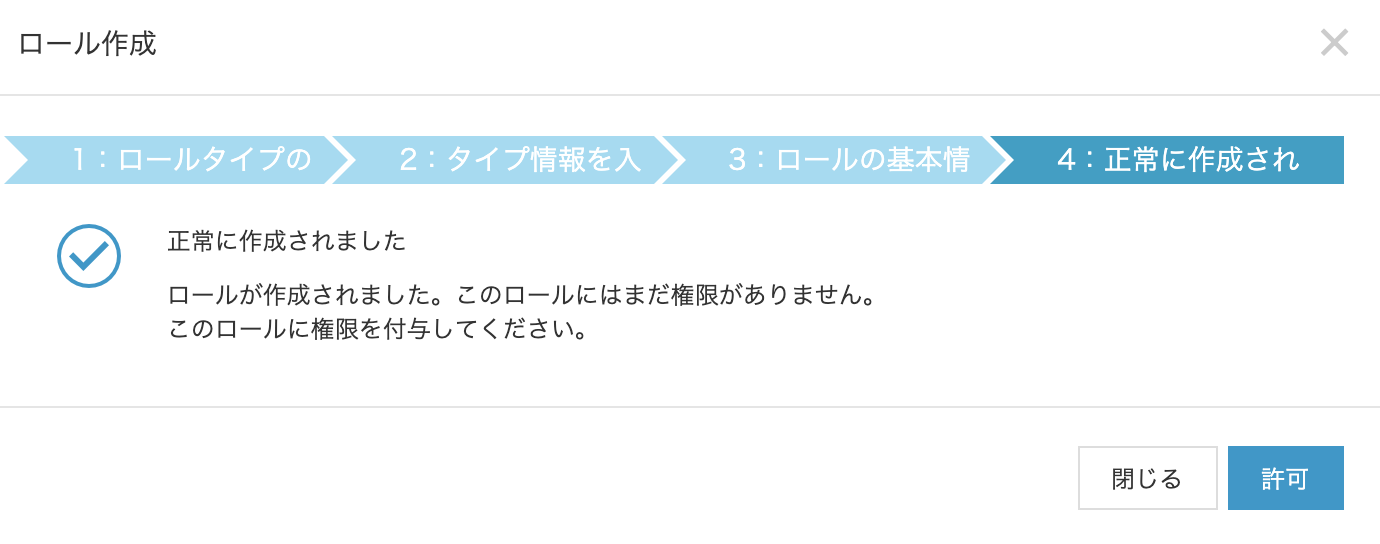 ロール作成
1：ロールタイプの
2：タイプ情報を入
3：ロールの基本情
4：正常に作成され
正常に作成されました
ロールが作成されました。このロールにはまだ権限がありません。
このロールに権限を付与してください。
閉じる
許可